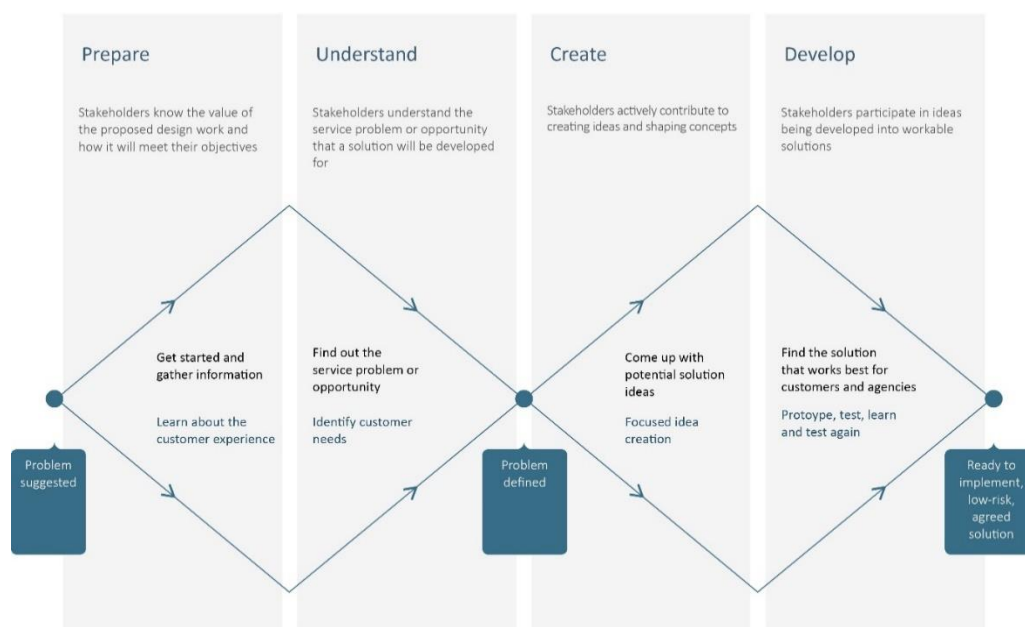 Prepare
Stakeholders know the value of
the proposed design work and
how it will meet their objectives
Understand
Stakeholders understand the
service problem or opportunity
that a solution will be developed
for
Create
Stakeholders actively contribute to
creating ideas and shaping concepts
Develop
Stakeholders participate in ideas
being developed into workable
solutions
Get started and
gather information
Learn about the
customer experience
Find out the
service problem or
opportunity
Identify customer
needs
Come up with
potential solution
ideas
Focused idea
creation
Find the solution
that works best for
customers and agencies
Protoype, test, learn
and test again
Problem
suggested
Problem
defined
Ready to
implement,
low-risk,
agreed
solution